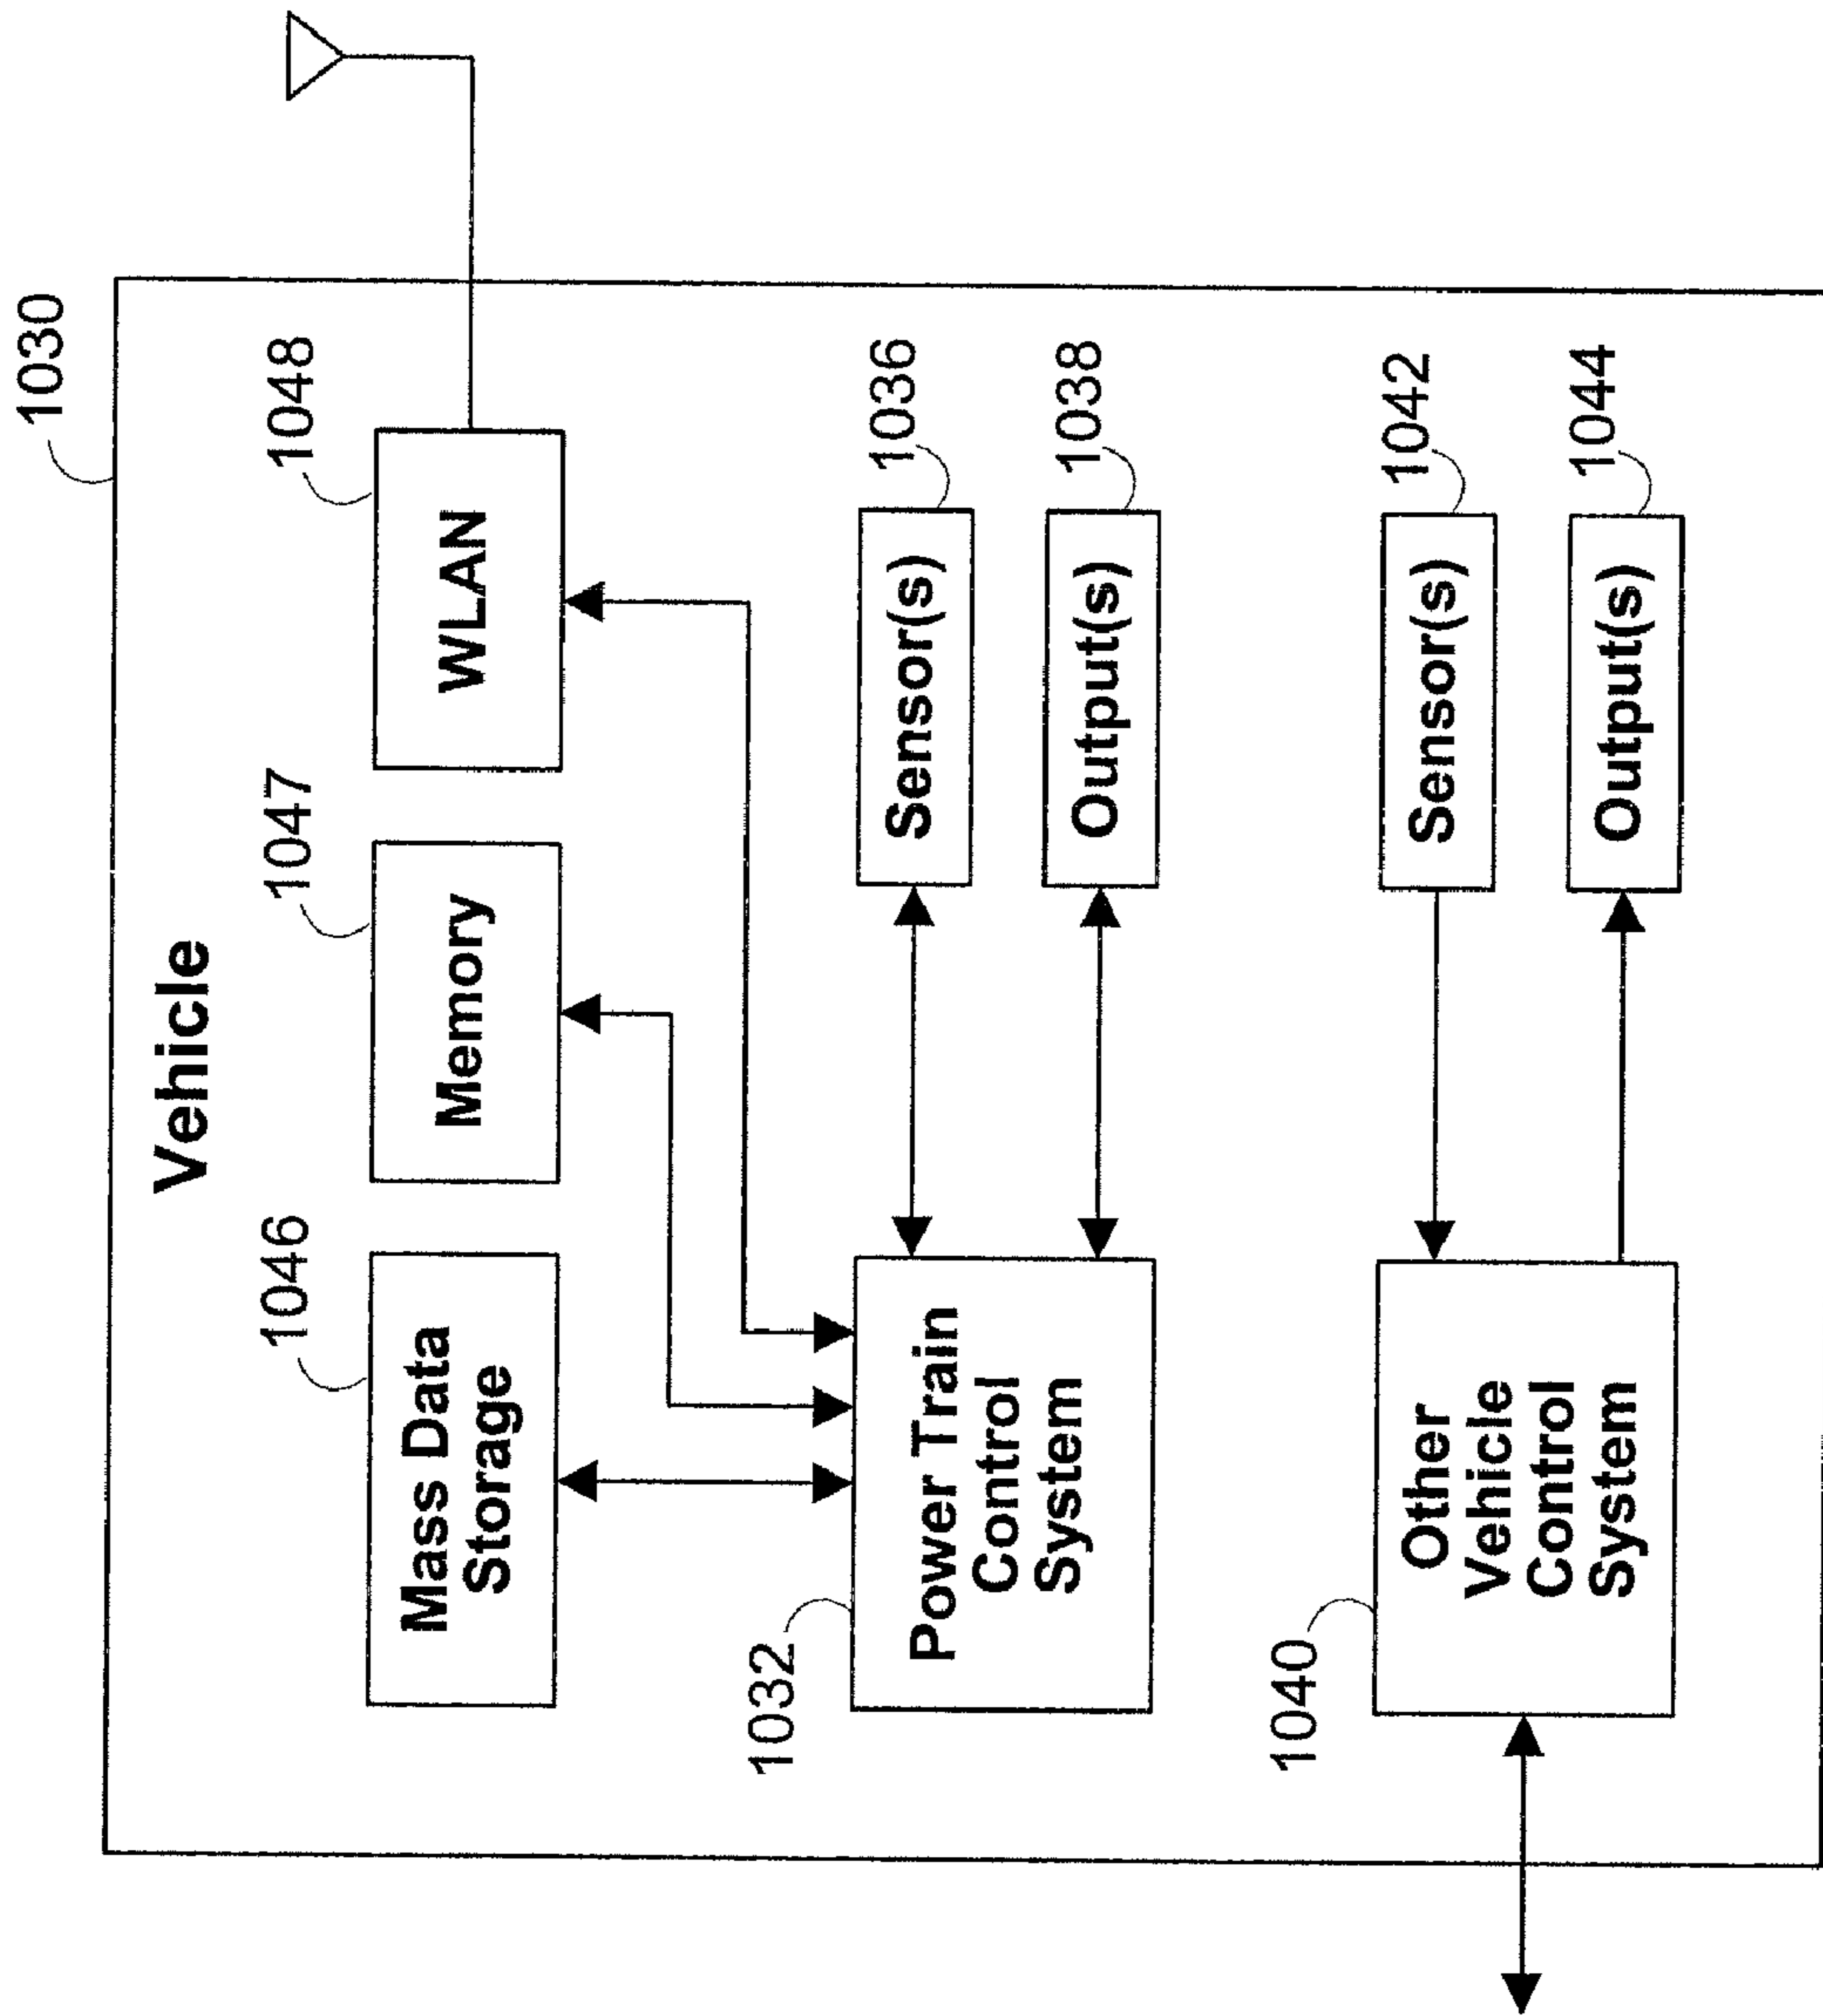 1030
Vehicle
1046
1047
1048
Mass Data
Storage
Memory
WLAN
1032
Power Train
Control
System
Sensor(s)
1036
Output(s)
1038
1040
Other
Vehicle
Control
System
Sensor(s)
1042
Output(s)
1044